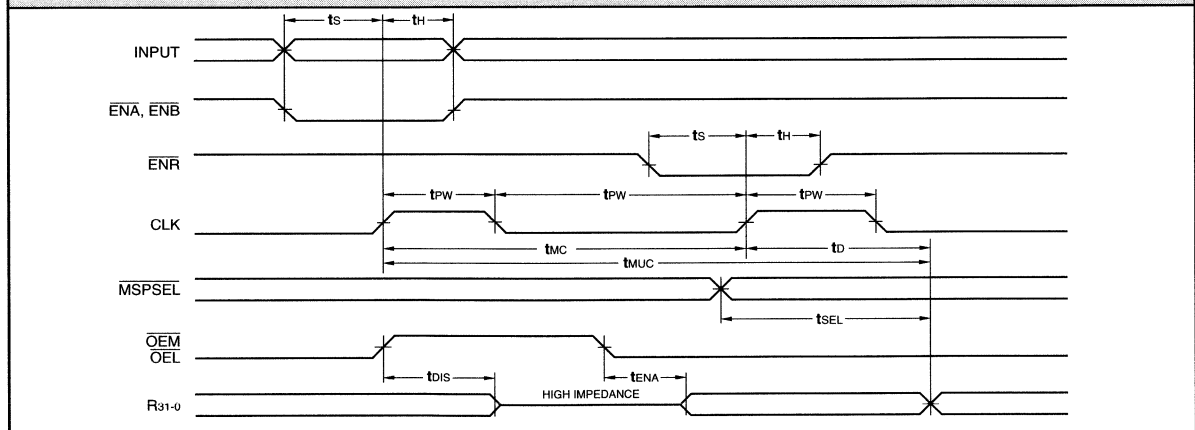 tS tH
INPUT
ENA, ENB
tS tH
ENR
tPW tPW tPW
CLK
tMC tD
tMUC
MSPSEL
tSEL
OEM
OEL
tDIS tENA
HIGH IMPEDANCE
R31-0